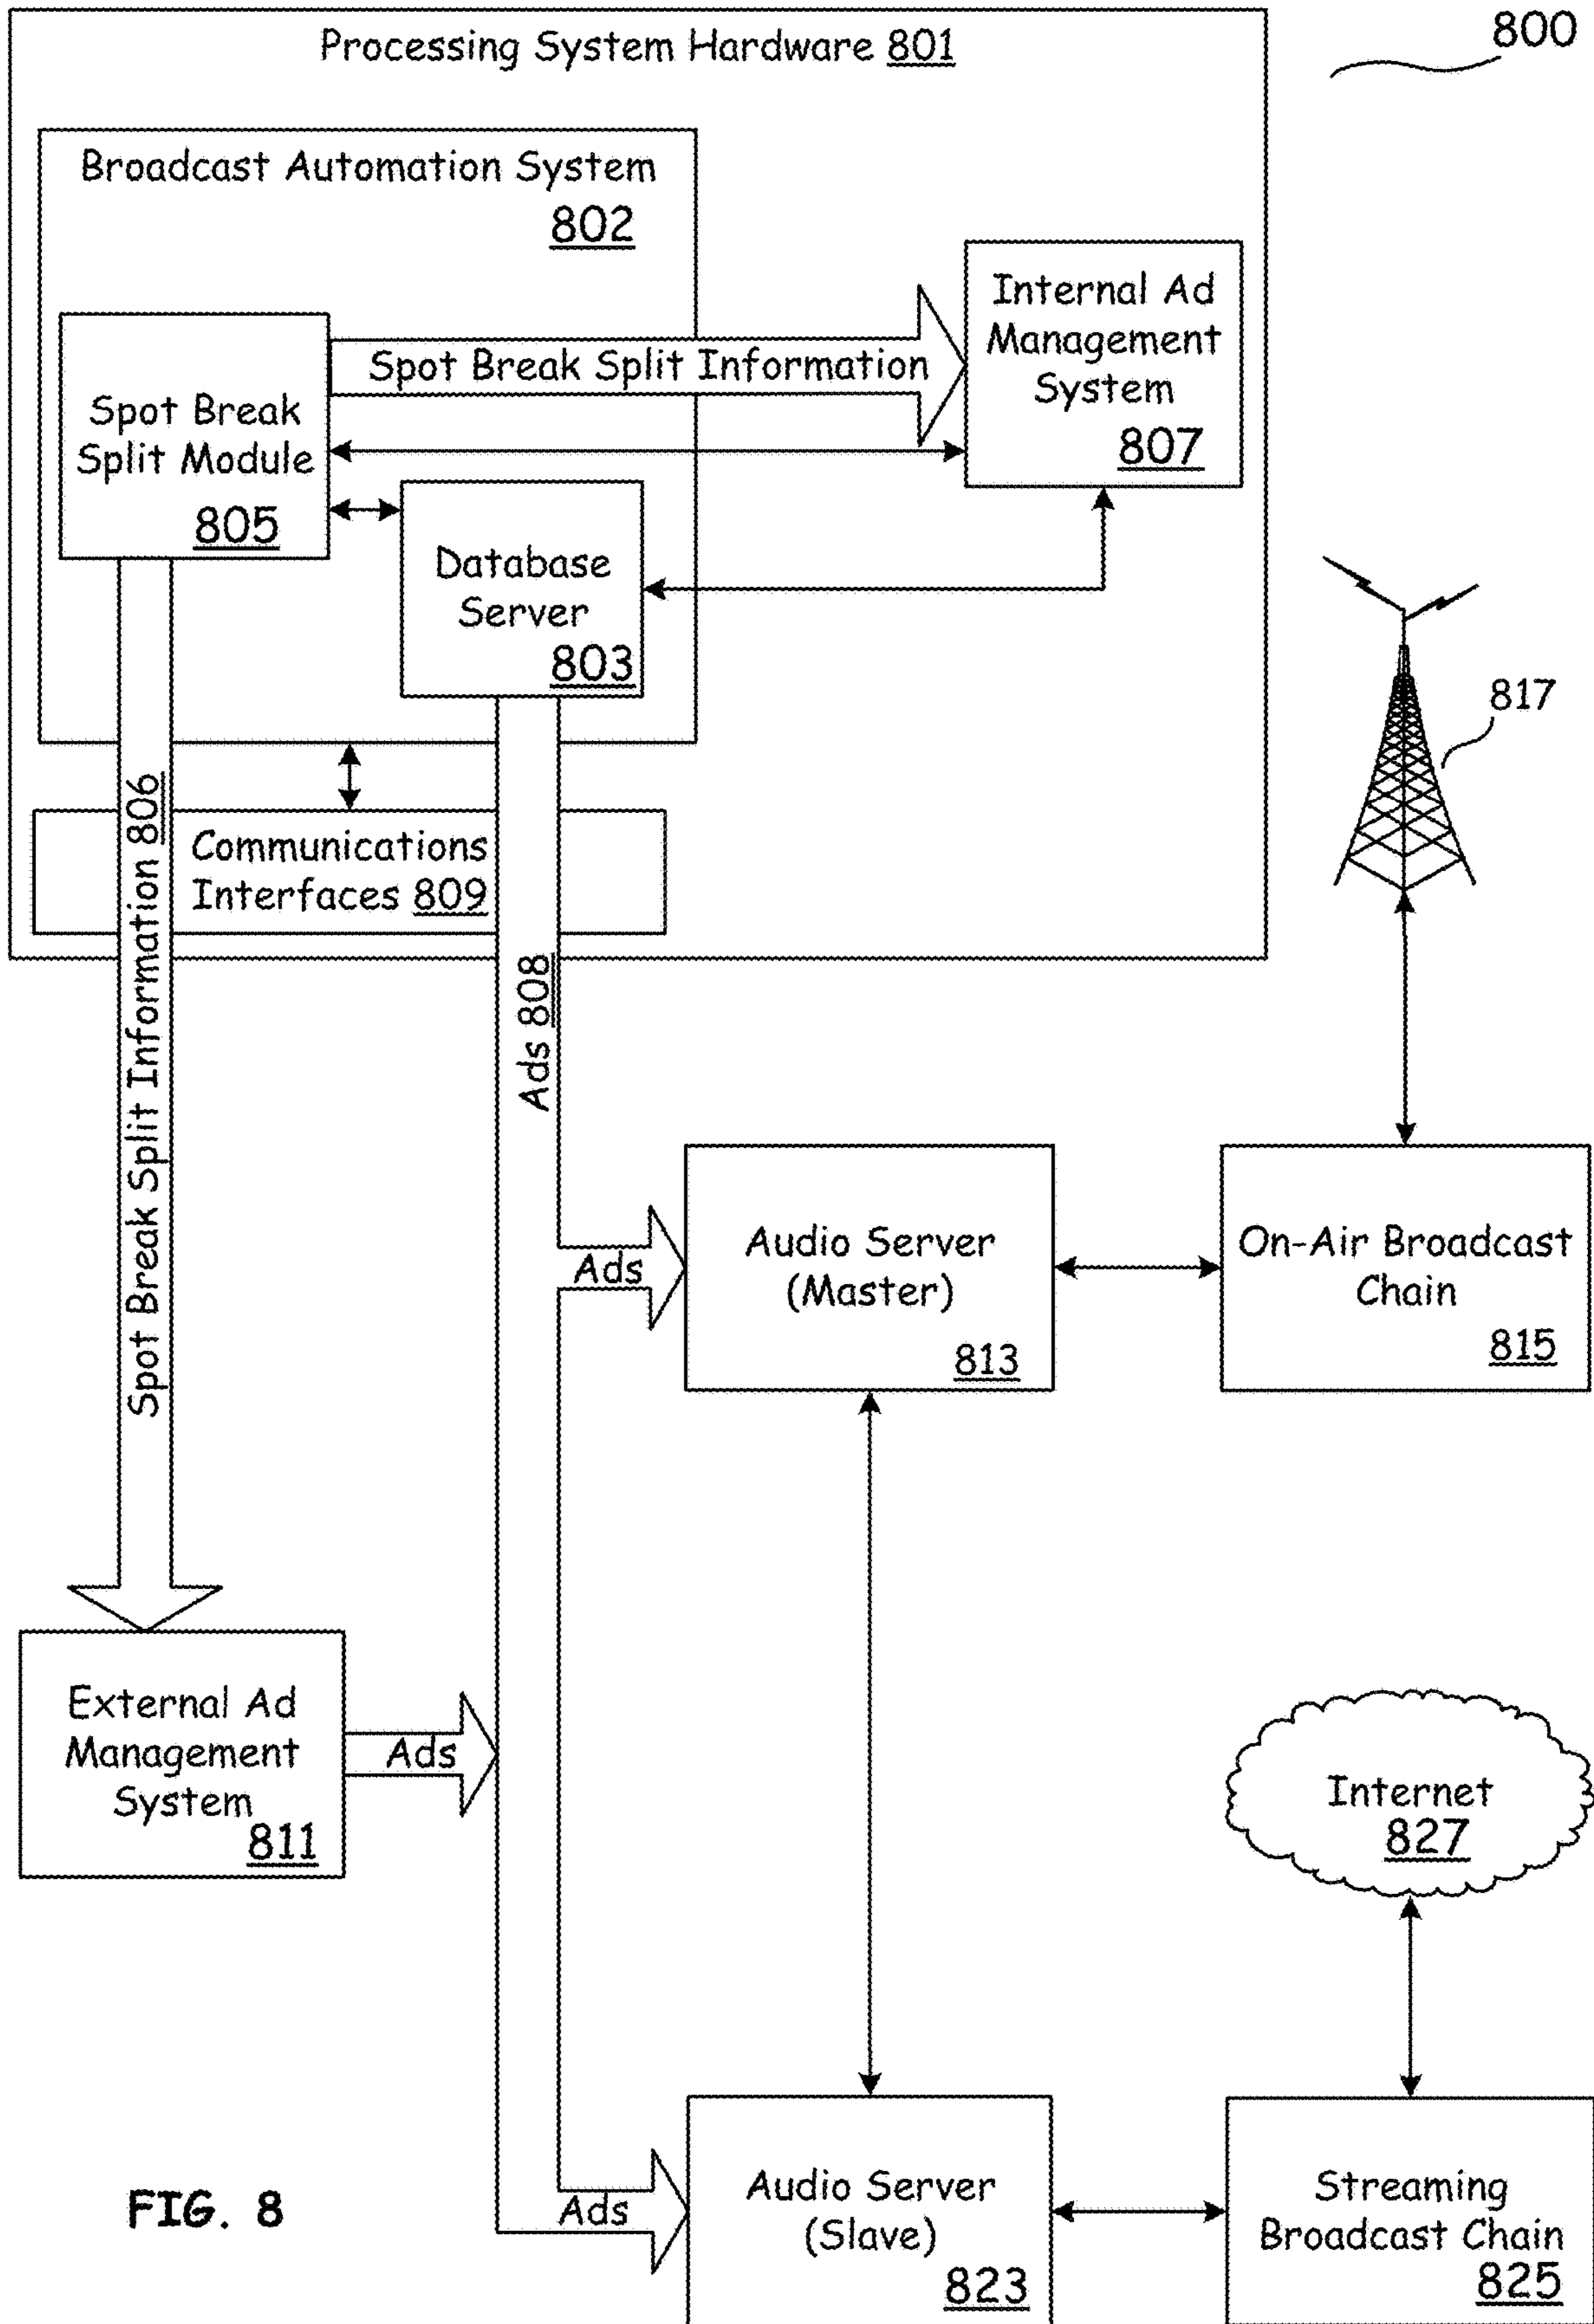 Processing System Hardware 801
800
Broadcast Automation System
802
Internal Ad
Management
System
807
Spot Break Split Information
Spot Break
Split Module
805
Database
Server
803
817
Communications
Interfaces 809
Spot Break Split Information 806
Ads 808
Ads
Audio Server
(Master)
813
On-Air Broadcast
Chain
815
External Ad
Management
System
811
Ads
Internet
827
Ads
Audio Server
(Slave)
823
Streaming
Broadcast Chain
825
FIG. 8